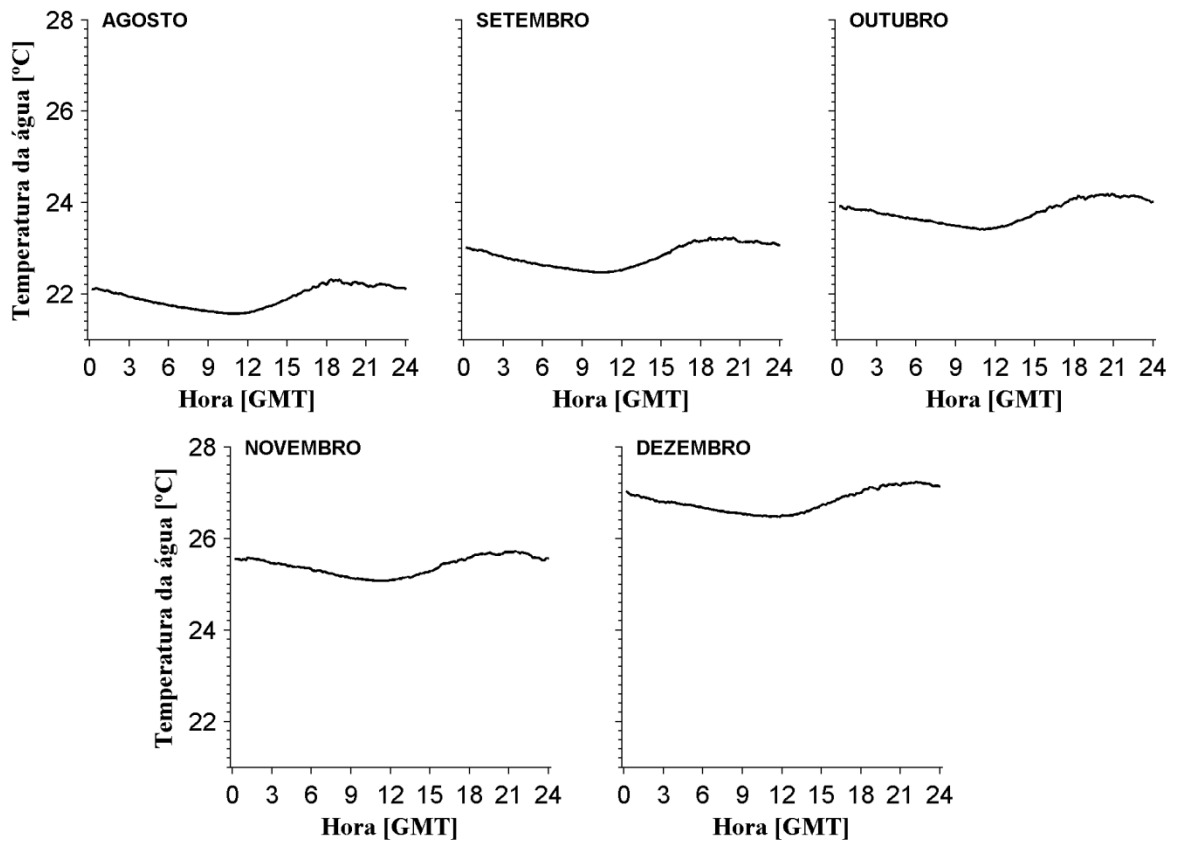 AGOSTO
SETEMBRO
OUTUBRO
Temperatura da água [ºC]
28
26
24
22
0 3 6 9 12 15 18 21 24
0 3 6 9 12 15 18 21 24
0 3 6 9 12 15 18 21 24
Hora [GMT]
Hora [GMT]
Hora [GMT]
NOVEMBRO
DEZEMBRO
Temperatura da água [ºC]
28
26
24
22
0 3 6 9 12 15 18 21 24
0 3 6 9 12 15 18 21 24
Hora [GMT]
Hora [GMT]